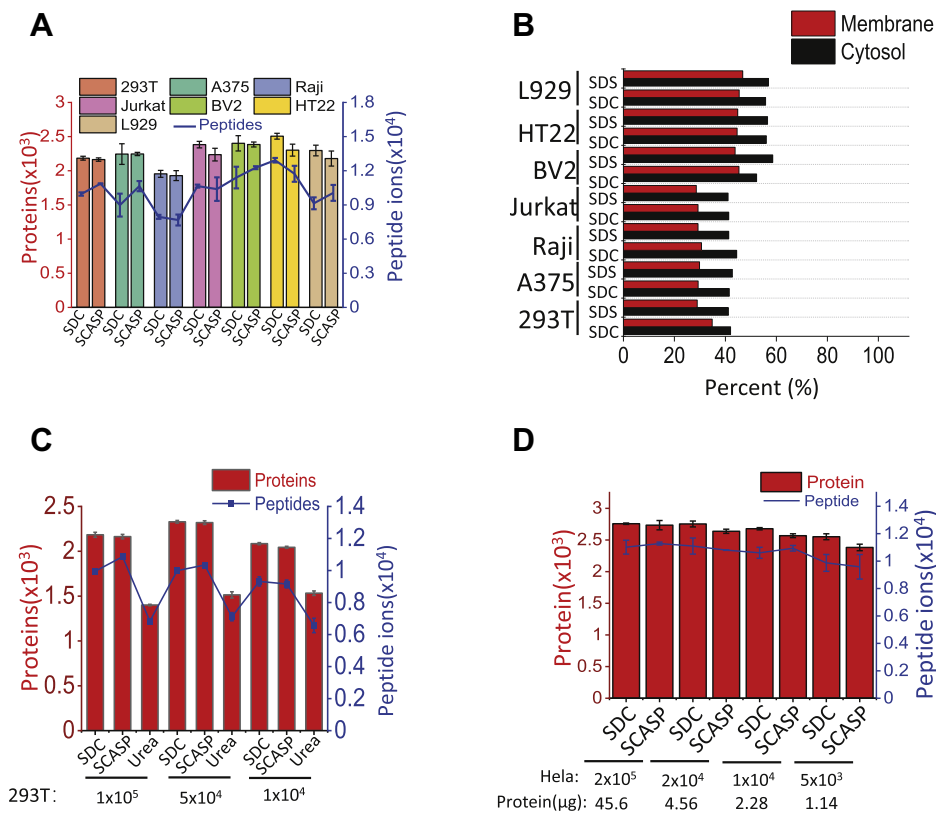 A
293T A375 Raji
Jurkat BV2 HT22
L929 Peptides
Proteins(x10³)
3
2.5
2
1.5
1
0.5
0
Peptide ions(x10⁴)
1.8
1.5
1.2
0.9
0.6
0.3
0
SDC SCASP SDC SCASP SDC SCASP SDC SCASP SDC SCASP SDC SCASP SDC SCASP
B
Membrane
Cytosol
L929 SDS
SDC
HT22 SDS
SDC
BV2 SDS
SDC
Jurkat SDS
SDC
Raji SDS
SDC
A375 SDS
SDC
293T SDS
SDC
0 20 40 60 80 100
Percent (%)
C
Proteins
Peptides
Proteins(x10³)
2.5
2
1.5
1
0.5
0
Peptide ions(x10⁴)
1.4
1.2
1
0.8
0.6
0.4
0.2
0
SDC SCASP Urea SDC SCASP Urea SDC SCASP Urea
293T: 1x10⁵ 5x10⁴ 1x10⁴
D
Protein
Peptide
Protein(x10³)
3
2.5
2
1.5
1
0.5
0
Peptide ions(x10⁴)
1.4
1.2
1
0.8
0.6
0.4
0.2
0
SDC SCASP SDC SCASP SDC SCASP SDC SCASP
Hela: 2x10⁵ 2x10⁴ 1x10⁴ 5x10³
Protein(µg): 45.6 4.56 2.28 1.14